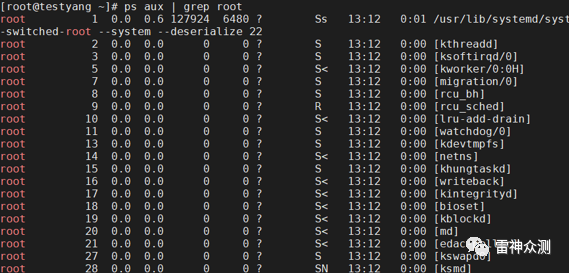 [root@testyang ~]# ps aux | grep root
root 1 0.0 0.6 127924 6480 ? Ss 13:12 0:01 /usr/lib/systemd/syst
-switched-root --system --deserialize 22
root 2 0.0 0.0 0 0 ? S 13:12 0:00 [kthreadd]
root 3 0.0 0.0 0 0 ? S 13:12 0:00 [ksoftirqd/0]
root 5 0.0 0.0 0 0 ? S< 13:12 0:00 [kworker/0:0H]
root 7 0.0 0.0 0 0 ? S 13:12 0:00 [migration/0]
root 8 0.0 0.0 0 0 ? S 13:12 0:00 [rcu_bh]
root 9 0.0 0.0 0 0 ? R 13:12 0:00 [rcu_sched]
root 10 0.0 0.0 0 0 ? S< 13:12 0:00 [lru-add-drain]
root 11 0.0 0.0 0 0 ? S 13:12 0:00 [watchdog/0]
root 13 0.0 0.0 0 0 ? S 13:12 0:00 [kdevtmpfs]
root 14 0.0 0.0 0 0 ? S< 13:12 0:00 [netns]
root 15 0.0 0.0 0 0 ? S 13:12 0:00 [khungtaskd]
root 16 0.0 0.0 0 0 ? S< 13:12 0:00 [writeback]
root 17 0.0 0.0 0 0 ? S< 13:12 0:00 [kintegrityd]
root 18 0.0 0.0 0 0 ? S< 13:12 0:00 [bioset]
root 19 0.0 0.0 0 0 ? S< 13:12 0:00 [kblockd]
root 20 0.0 0.0 0 0 ? S< 13:12 0:00 [md]
root 21 0.0 0.0 0 0 ? S< 13:12 0:00
root 27 0.0 0.0 0 0 ? S 13:12 0:00 [kswapd0]
root 28 0.0 0.0 0 0 ? SN 13:12 0:00 [ksmd]
雷神众测